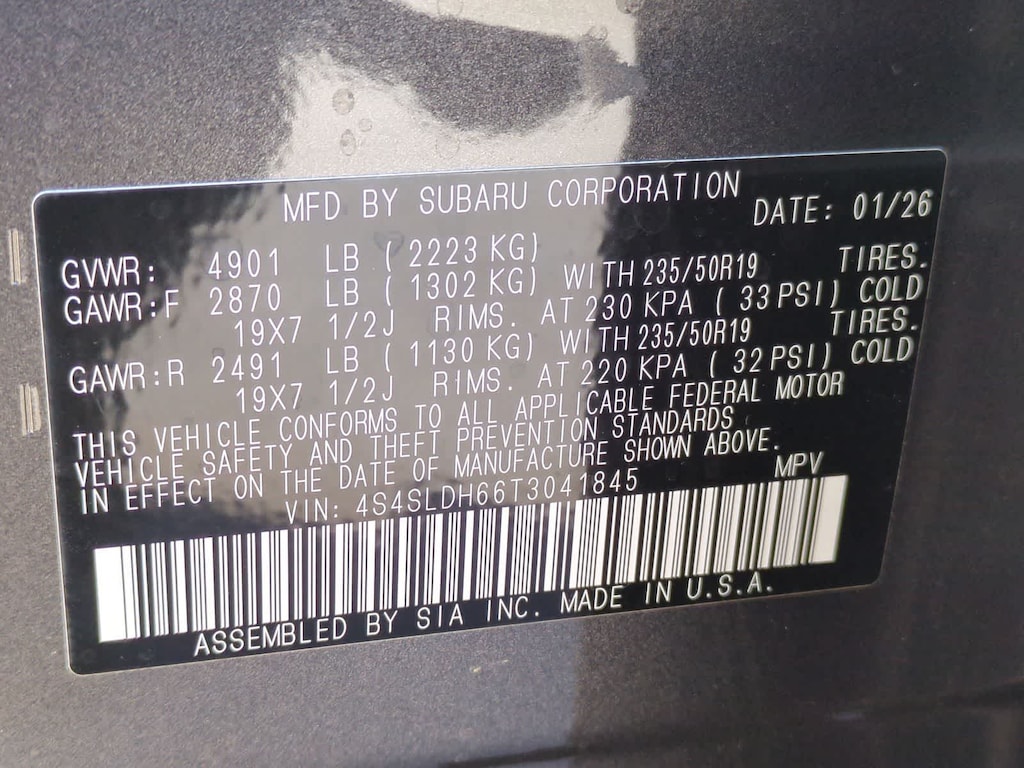 MFD BY SUBARU CORPORATION DATE: 01/26
GVWR: 4901 LB (2223 KG)
GAWR:F 2870 LB (1302 KG) WITH 235/50R19 TIRES.
19X7 1/2J RIMS. AT 230 KPA (33 PSI) COLD
GAWR:R 2491 LB (1130 KG) WITH 235/50R19 TIRES.
19X7 1/2J RIMS. AT 220 KPA (32 PSI) COLD
THIS VEHICLE CONFORMS TO ALL APPLICABLE FEDERAL MOTOR
VEHICLE SAFETY AND THEFT PREVENTION STANDARDS
IN EFFECT ON THE DATE OF MANUFACTURE SHOWN ABOVE.
VIN: 4S4SLDH66T3041845 MPV
ASSEMBLED BY SIA INC. MADE IN U.S.A.